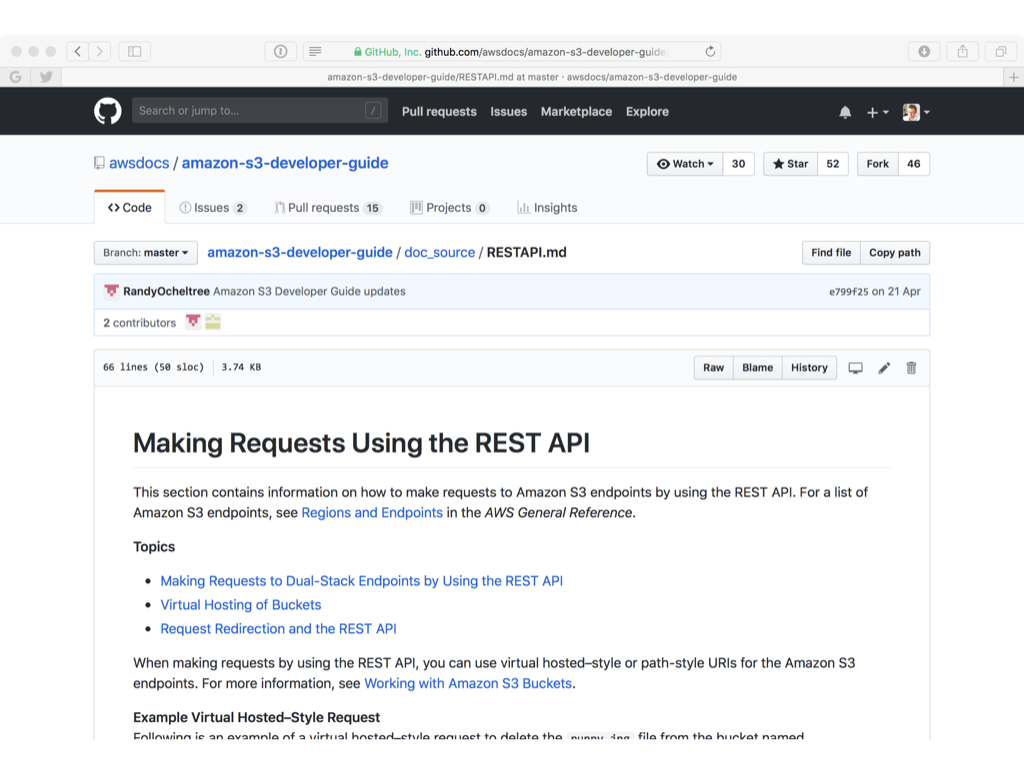 GitHub, Inc. github.com/awsdocs/amazon-s3-developer-guide
amazon-s3-developer-guide/RESTAPI.md at master · awsdocs/amazon-s3-developer-guide
Search or jump to... / Pull requests Issues Marketplace Explore
awsdocs / amazon-s3-developer-guide Watch 30 Star 52 Fork 46
Code Issues 2 Pull requests 15 Projects 0 Insights
Branch: master amazon-s3-developer-guide / doc_source / RESTAPI.md Find file Copy path
RandyOcheltree Amazon S3 Developer Guide updates e799f25 on 21 Apr
2 contributors
66 lines (50 sloc) 3.74 KB Raw Blame History
Making Requests Using the REST API
This section contains information on how to make requests to Amazon S3 endpoints by using the REST API. For a list of
Amazon S3 endpoints, see Regions and Endpoints in the AWS General Reference.
Topics
• Making Requests to Dual-Stack Endpoints by Using the REST API
• Virtual Hosting of Buckets
• Request Redirection and the REST API
When making requests by using the REST API, you can use virtual hosted–style or path-style URIs for the Amazon S3
endpoints. For more information, see Working with Amazon S3 Buckets.
Example Virtual Hosted–Style Request
Following is an example of a virtual hosted–style request to delete the puppy.jpg file from the bucket named